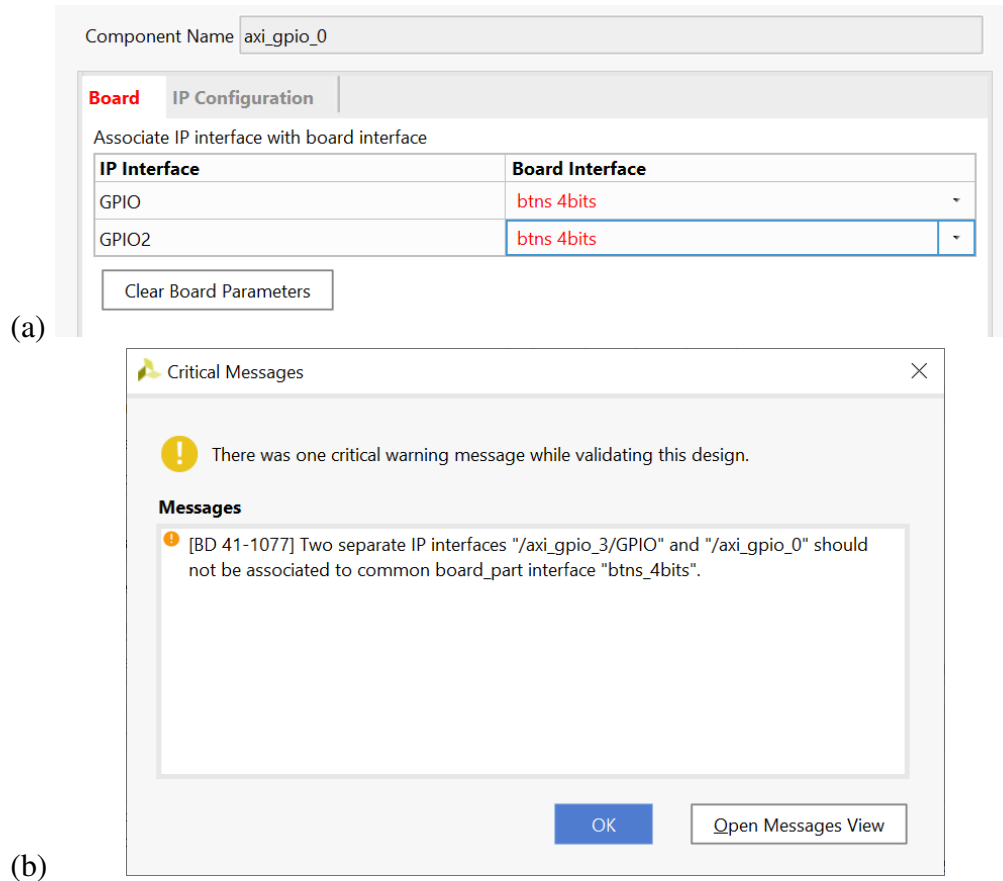 Component Name axi_gpio_0
Board IP Configuration
Associate IP interface with board interface
IP Interface Board Interface
GPIO btns 4bits
GPIO2 btns 4bits
Clear Board Parameters
(a)
Critical Messages
There was one critical warning message while validating this design.
Messages
[BD 41-1077] Two separate IP interfaces "/axi_gpio_3/GPIO" and "/axi_gpio_0" should
not be associated to common board_part interface "btns_4bits".
OK Open Messages View
(b)